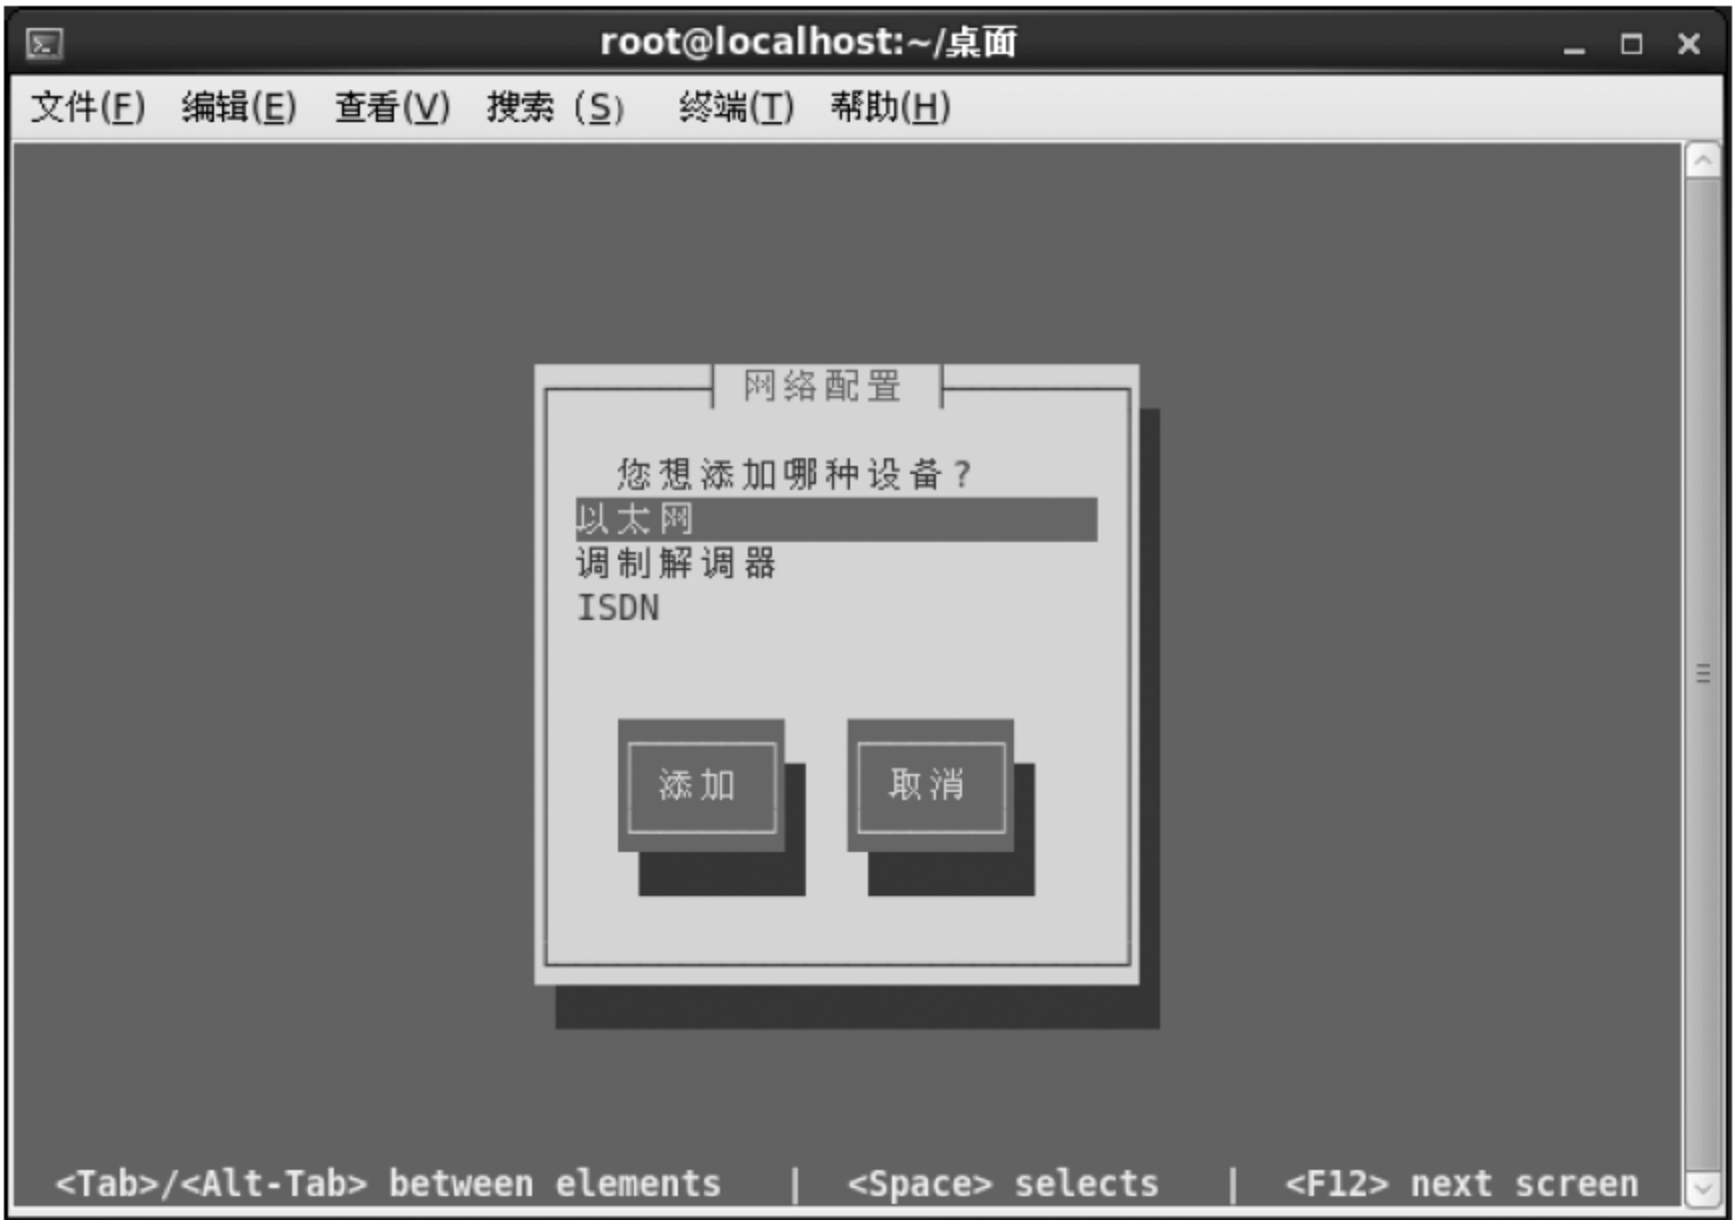 root@localhost:~/桌面
文件(F) 编辑(E) 查看(V) 搜索 (S) 终端(T) 帮助(H)
网络配置
您想添加哪种设备?
以太网
调制解调器
ISDN
添加 取消
<Tab>/<Alt-Tab> between elements | <Space> selects | <F12> next screen